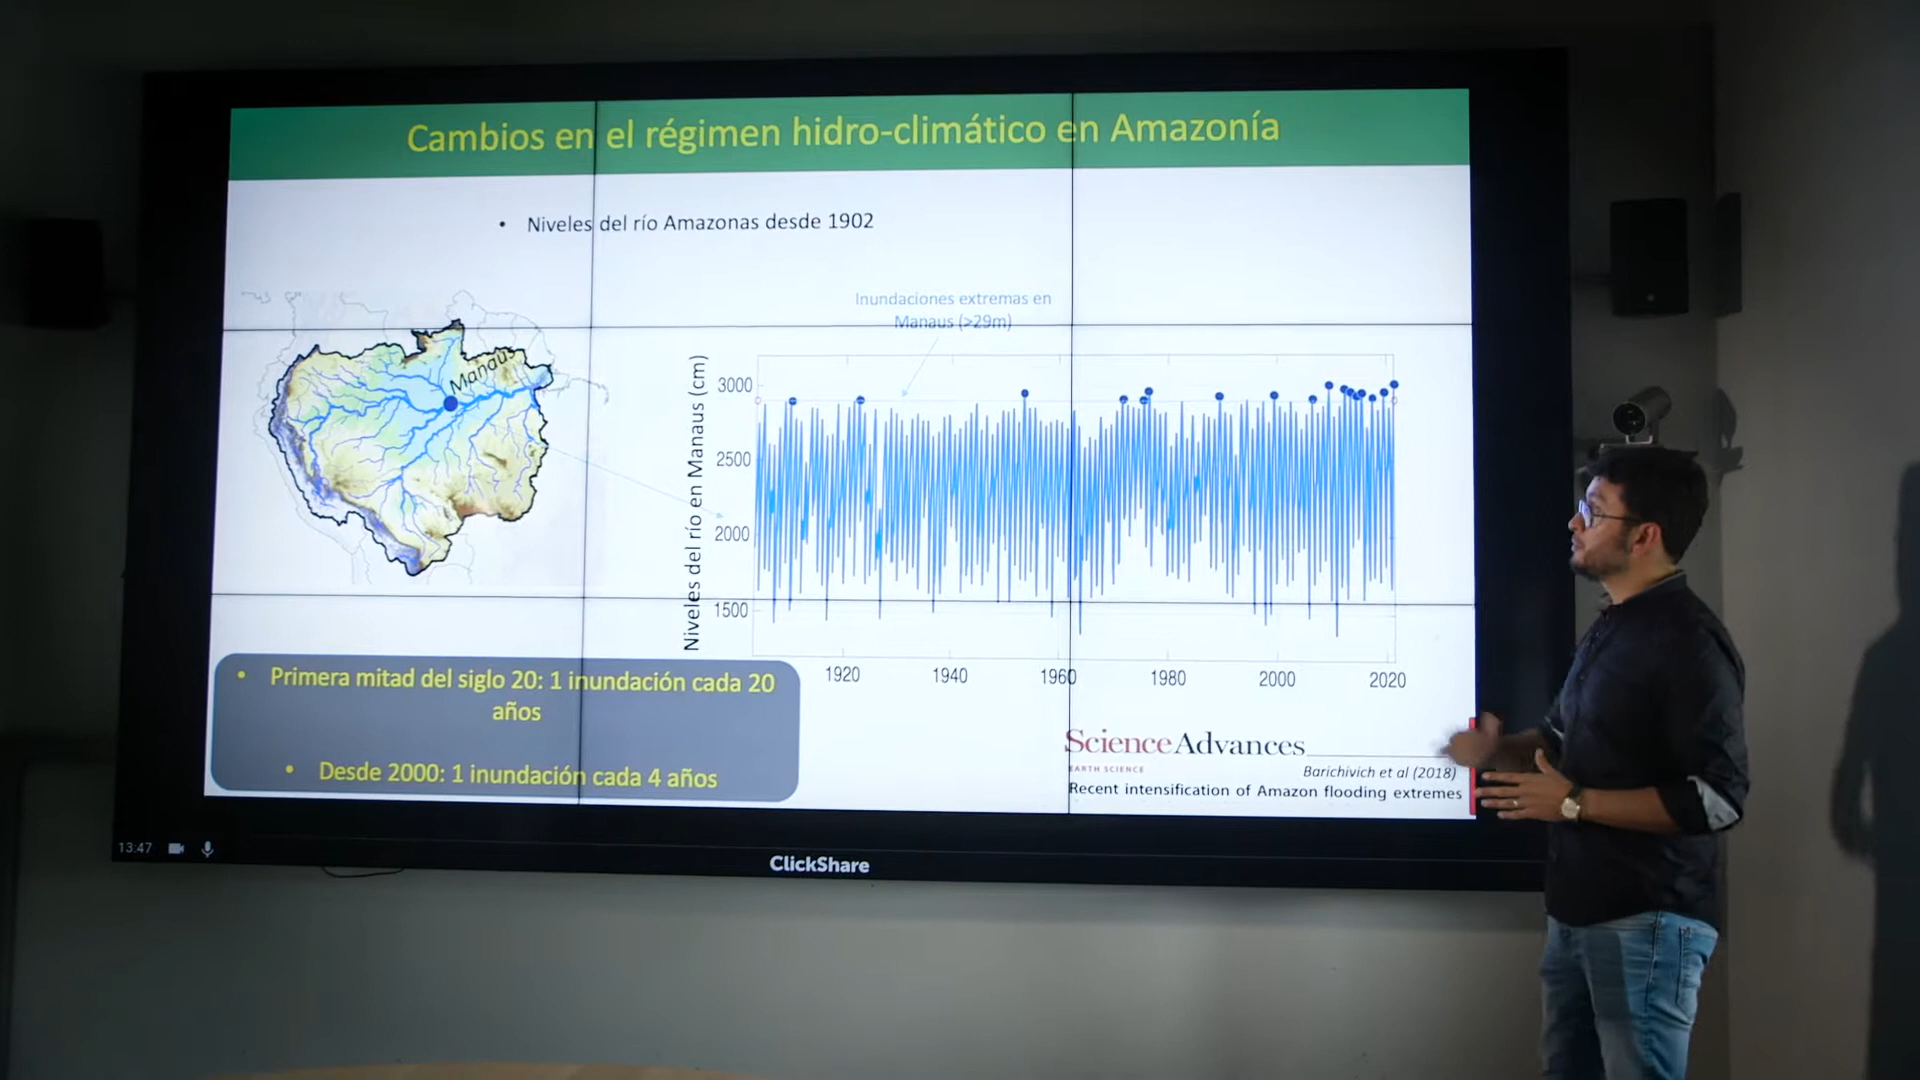 Cambios en el régimen hidro-climático en Amazonía
• Niveles del río Amazonas desde 1902
Inundaciones extremas en
Manaus (>29m)
Manaus
Niveles del río en Manaus (cm)
3000
2500
2000
1500
1920 1940 1960 1980 2000 2020
• Primera mitad del siglo 20: 1 inundación cada 20
años
• Desde 2000: 1 inundación cada 4 años
Science Advances
EARTH SCIENCE
Barichivich et al (2018)
Recent intensification of Amazon flooding extremes
13:47
ClickShare